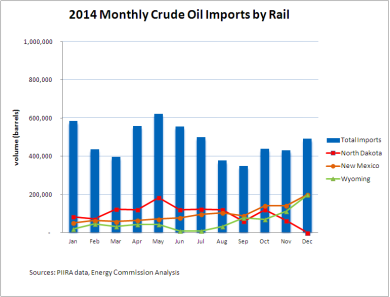 2014 Monthly Crude Oil Imports by Rail
1,000,000
800,000
600,000
400,000
200,000
-
volume (barrels)
Jan Feb Mar Apr May Jun Jul Aug Sep Oct Nov Dec
Total Imports
North Dakota
New Mexico
Wyoming
Sources: PIIRA data, Energy Commission Analysis